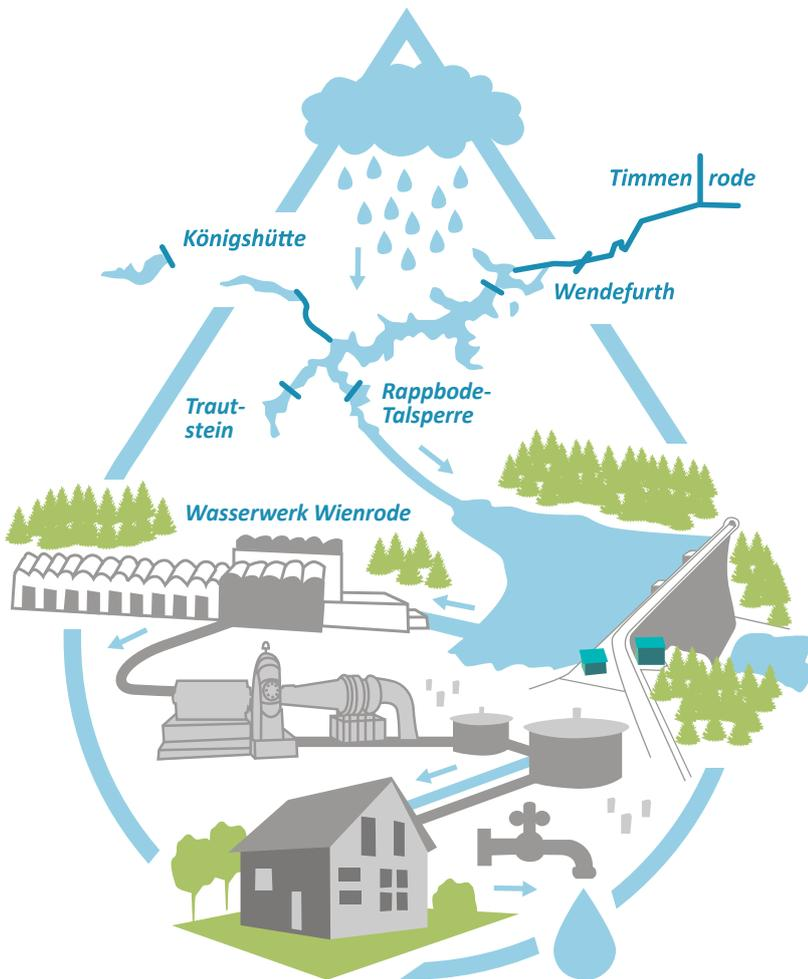 Timmen rode
Königshütte
Wendefurth
Traut-
stein
Rappbode-
Talsperre
Wasserwerk Wienrode